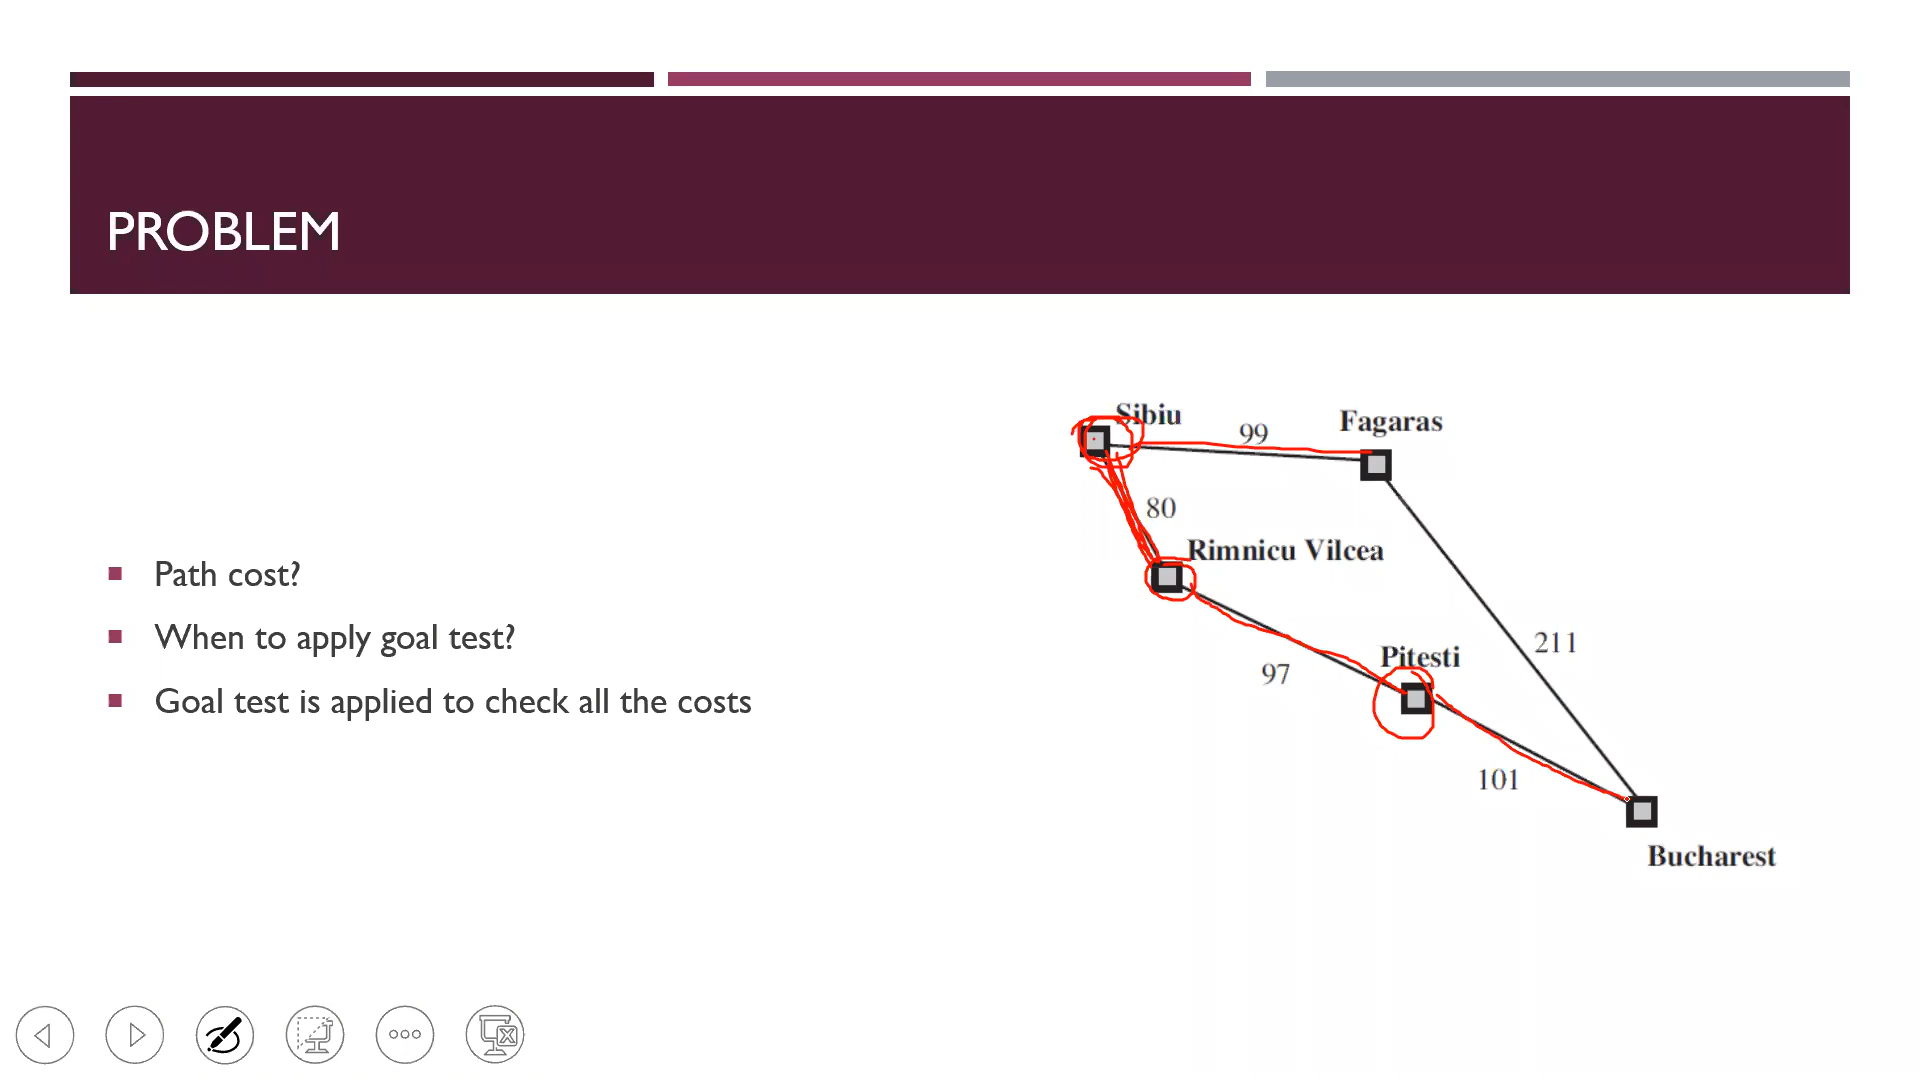 PROBLEM
Path cost?
When to apply goal test?
Goal test is applied to check all the costs
Sibiu
99
Fagaras
80
Rimnicu Vilcea
211
Pitesti
97
101
Bucharest